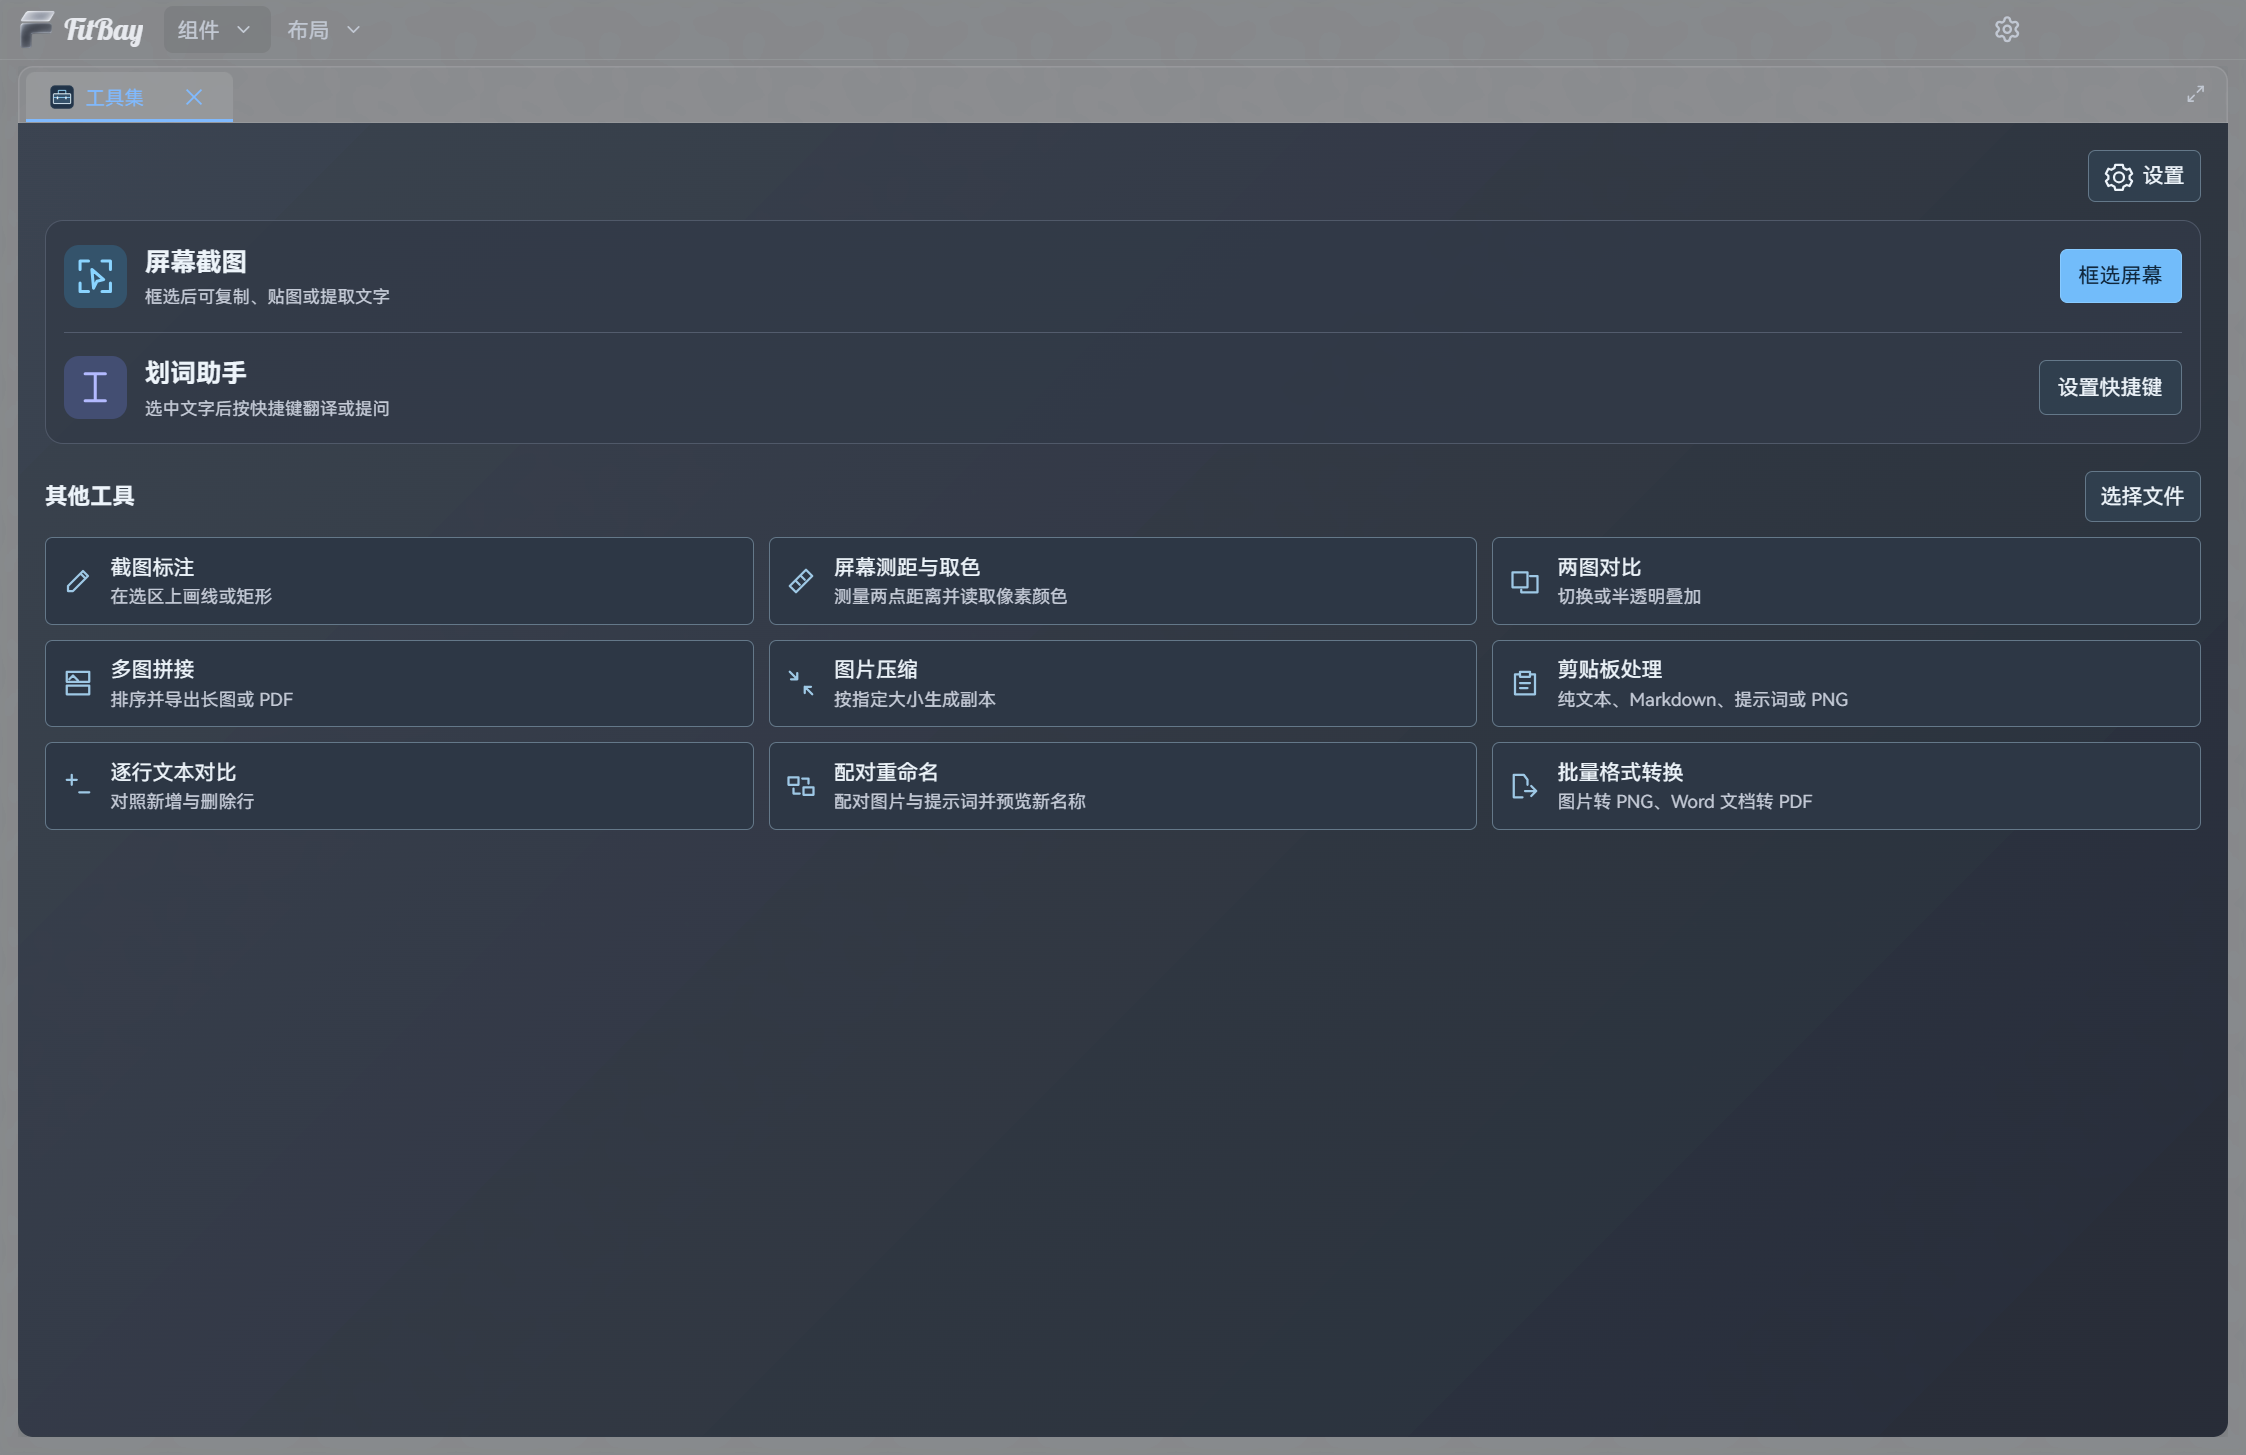 FitBay 组件 布局
工具集
设置
屏幕截图
框选后可复制、贴图或提取文字
框选屏幕
划词助手
选中文字后按快捷键翻译或提问
设置快捷键
其他工具
选择文件
截图标注
在选区上画线或矩形
屏幕测距与取色
测量两点距离并读取像素颜色
两图对比
切换或半透明叠加
多图拼接
排序并导出长图或 PDF
图片压缩
按指定大小生成副本
剪贴板处理
纯文本、Markdown、提示词或 PNG
逐行文本对比
对照新增与删除行
配对重命名
配对图片与提示词并预览新名称
批量格式转换
图片转 PNG、Word 文档转 PDF